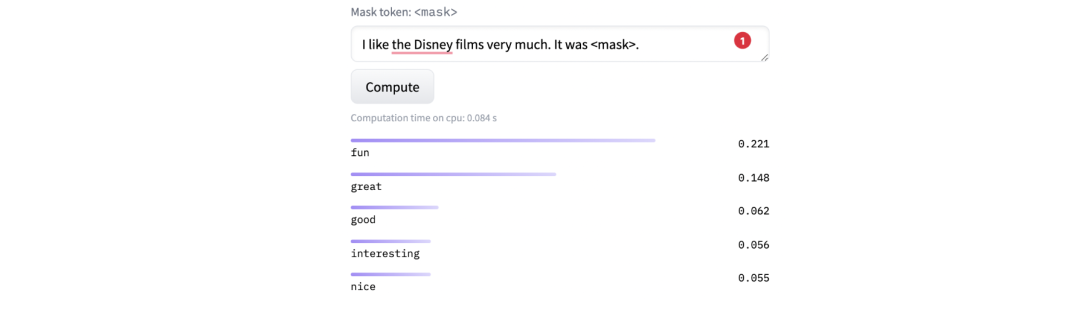 Mask token: <mask>
I like the Disney films very much. It was <mask>.
1
Compute
Computation time on cpu: 0.084 s
fun 0.221
great 0.148
good 0.062
interesting 0.056
nice 0.055